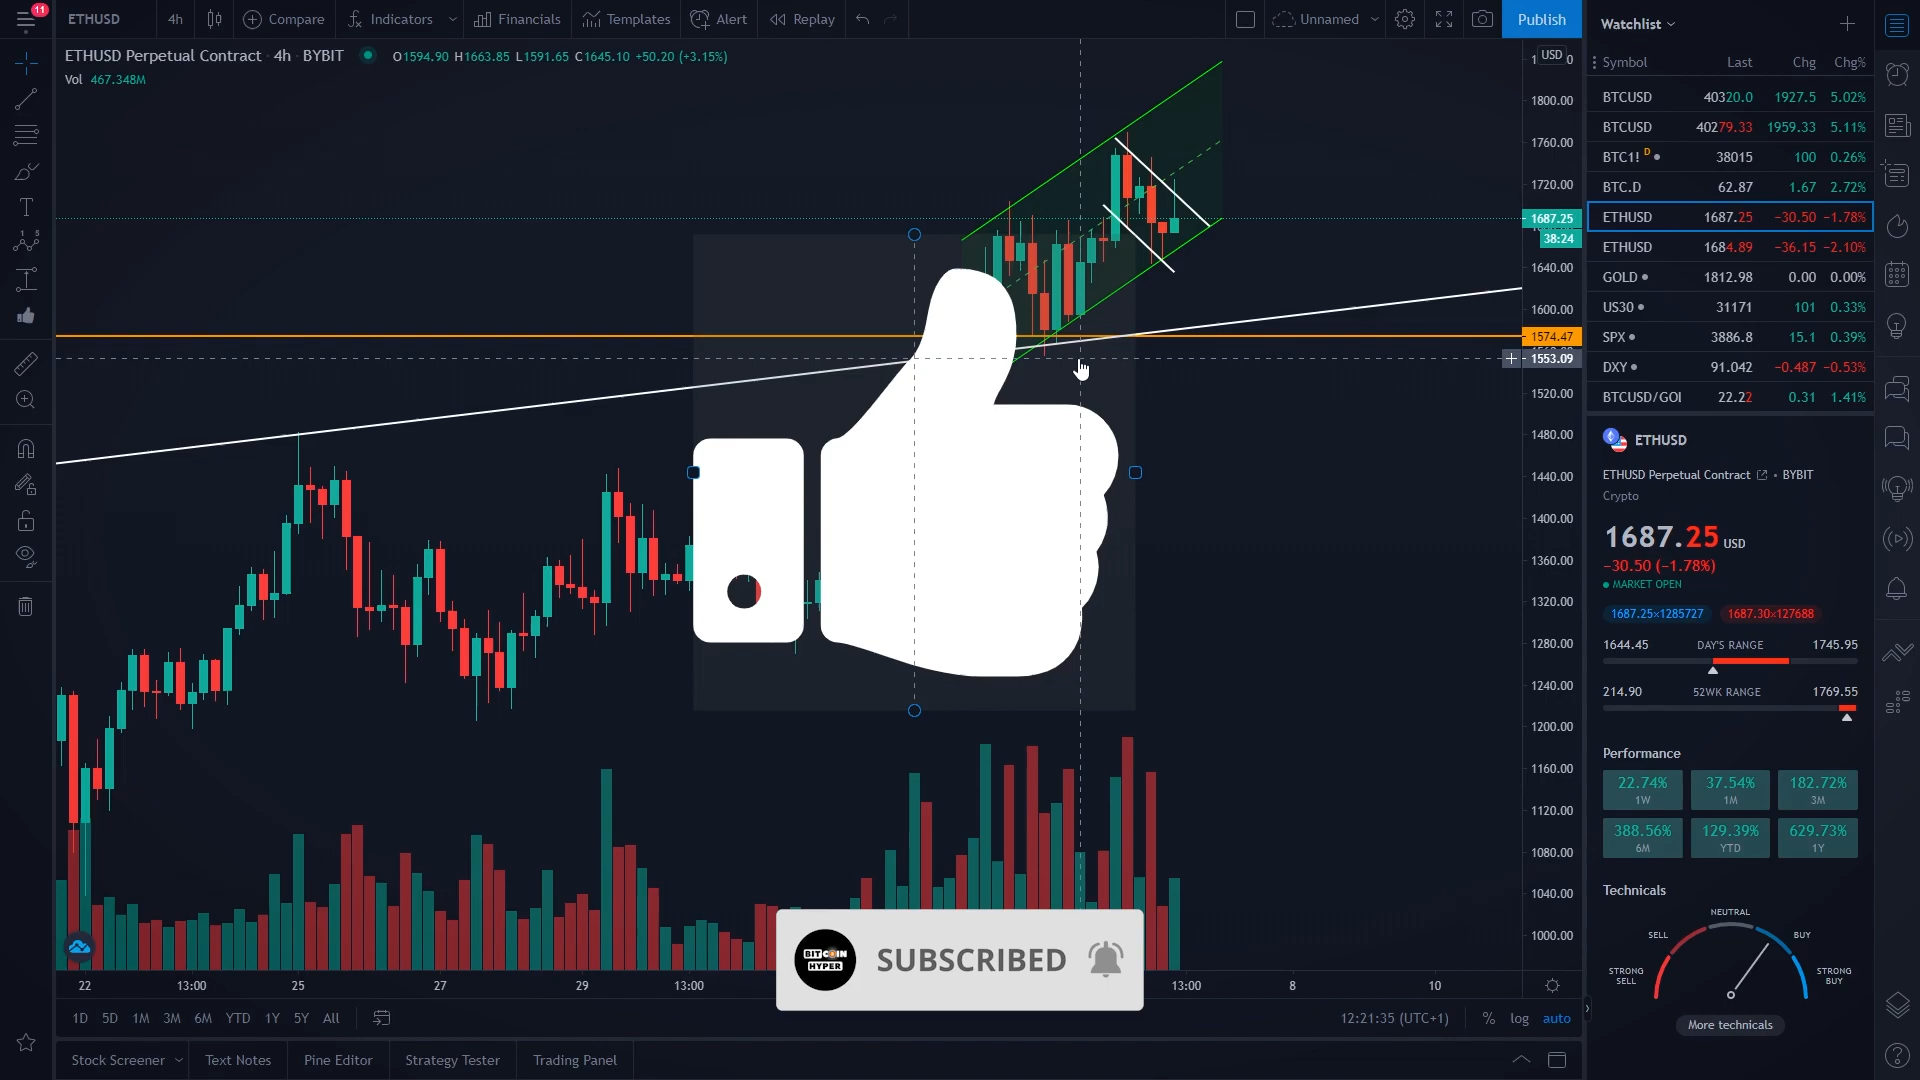 11
ETHUSD
4h
Compare
Indicators
Financials
Templates
Alert
Replay
Unnamed
Publish
ETHUSD Perpetual Contract · 4h · BYBIT
O1594.90 H1663.85 L1591.65 C1645.10 +50.20 (+3.15%)
Vol 467.348M
USD
1800.00
1760.00
1720.00
1687.25
38:24
1640.00
1600.00
1574.47
1553.09
1520.00
1480.00
1440.00
1400.00
1360.00
1320.00
1280.00
1240.00
1200.00
1160.00
1120.00
1080.00
1040.00
1000.00
BITCOIN
HYPER
SUBSCRIBED
22 13:00 25 27 29 13:00 13:00 8 10
1D 5D 1M 3M 6M YTD 1Y 5Y All
12:21:35 (UTC+1) % log auto
Stock Screener Text Notes Pine Editor Strategy Tester Trading Panel
Watchlist
Symbol Last Chg Chg%
BTCUSD 40320.0 1927.5 5.02%
BTCUSD 40279.33 1959.33 5.11%
BTC1! D 38015 100 0.26%
BTC.D 62.87 1.67 2.72%
ETHUSD 1687.25 −30.50 −1.78%
ETHUSD 1684.89 −36.15 −2.10%
GOLD 1812.98 0.00 0.00%
US30 31171 101 0.33%
SPX 3886.8 15.1 0.39%
DXY 91.042 −0.487 −0.53%
BTCUSD/GOI 22.22 0.31 1.41%
ETHUSD
ETHUSD Perpetual Contract • BYBIT
Crypto
1687.25 USD
−30.50 (−1.78%)
MARKET OPEN
1687.25×1285727 1687.30×127688
1644.45 DAY'S RANGE 1745.95
214.90 52WK RANGE 1769.55
Performance
22.74% 37.54% 182.72%
1W 1M 3M
388.56% 129.39% 629.73%
6M YTD 1Y
Technicals
NEUTRAL
SELL BUY
STRONG SELL STRONG BUY
More technicals